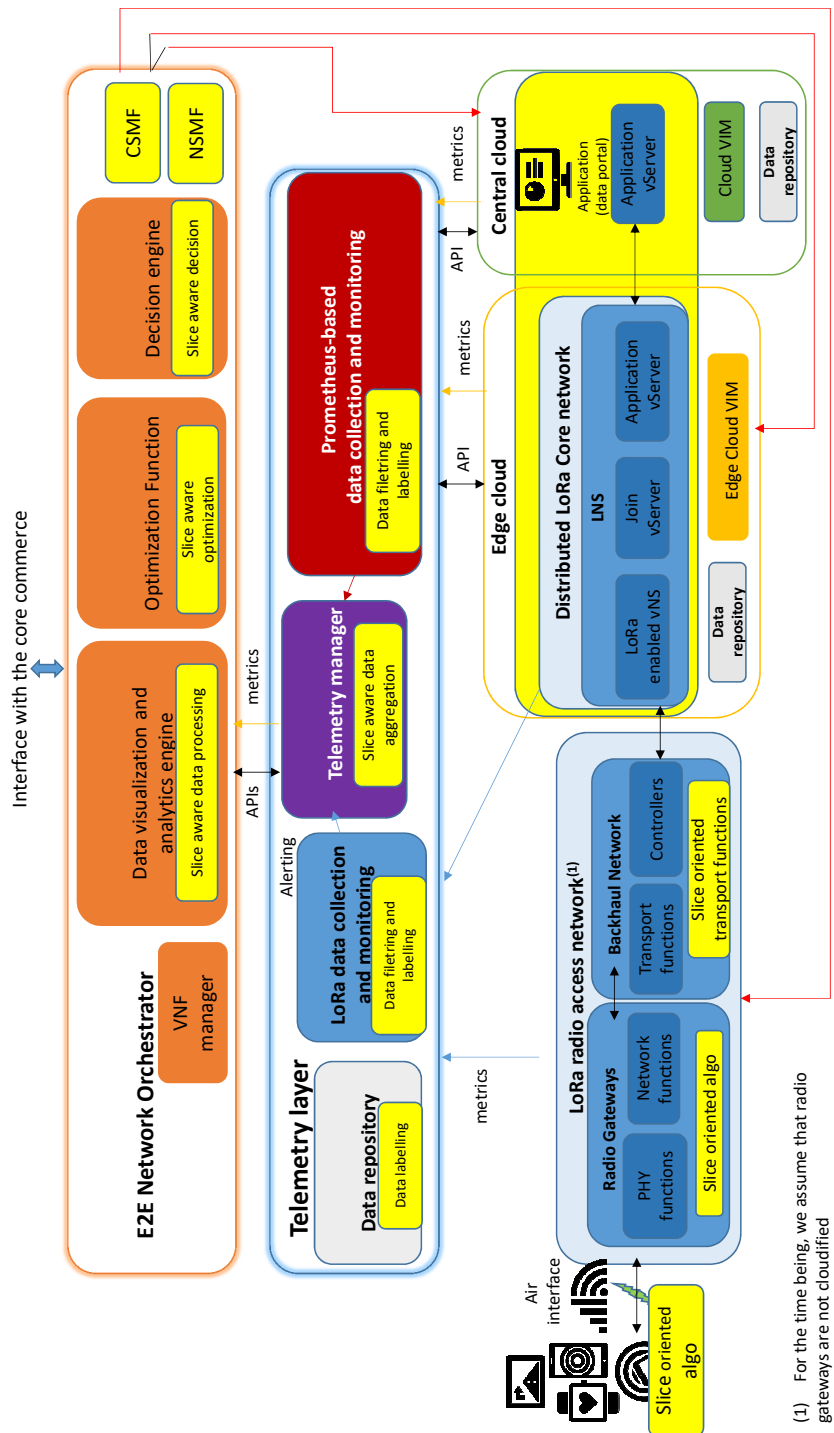 Interface with the core commerce
E2E Network Orchestrator
VNF
manager
Data visualization and
analytics engine
Slice aware data processing
Optimization Function
Slice aware
optimization
Decision engine
Slice aware decision
CSMF
NSMF
APIs
metrics
Telemetry layer
Data repository
Data labelling
Alerting
LoRa data collection
and monitoring
Data filetring and
labelling
Telemetry manager
Slice aware data
aggregation
Prometheus-based
data collection and monitoring
Data filetring and
labelling
metrics
API
metrics
API
metrics
Air
interface
Slice oriented
algo
LoRa radio access network(1)
Radio Gateways
PHY
functions
Network
functions
Slice oriented algo
Backhaul Network
Transport
functions
Controllers
Slice oriented
transport functions
Edge cloud
Distributed LoRa Core network
LNS
LoRa
enabled vNS
Join
vServer
Application
vServer
Data
repository
Edge Cloud VIM
Central cloud
Application
(data portal)
Application
vServer
Cloud VIM
Data
repository
(1) For the time being, we assume that radio
gateways are not cloudified